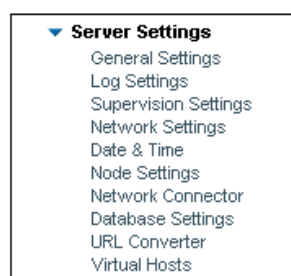 Server Settings
General Settings
Log Settings
Supervision Settings
Network Settings
Date & Time
Node Settings
Network Connector
Database Settings
URL Converter
Virtual Hosts